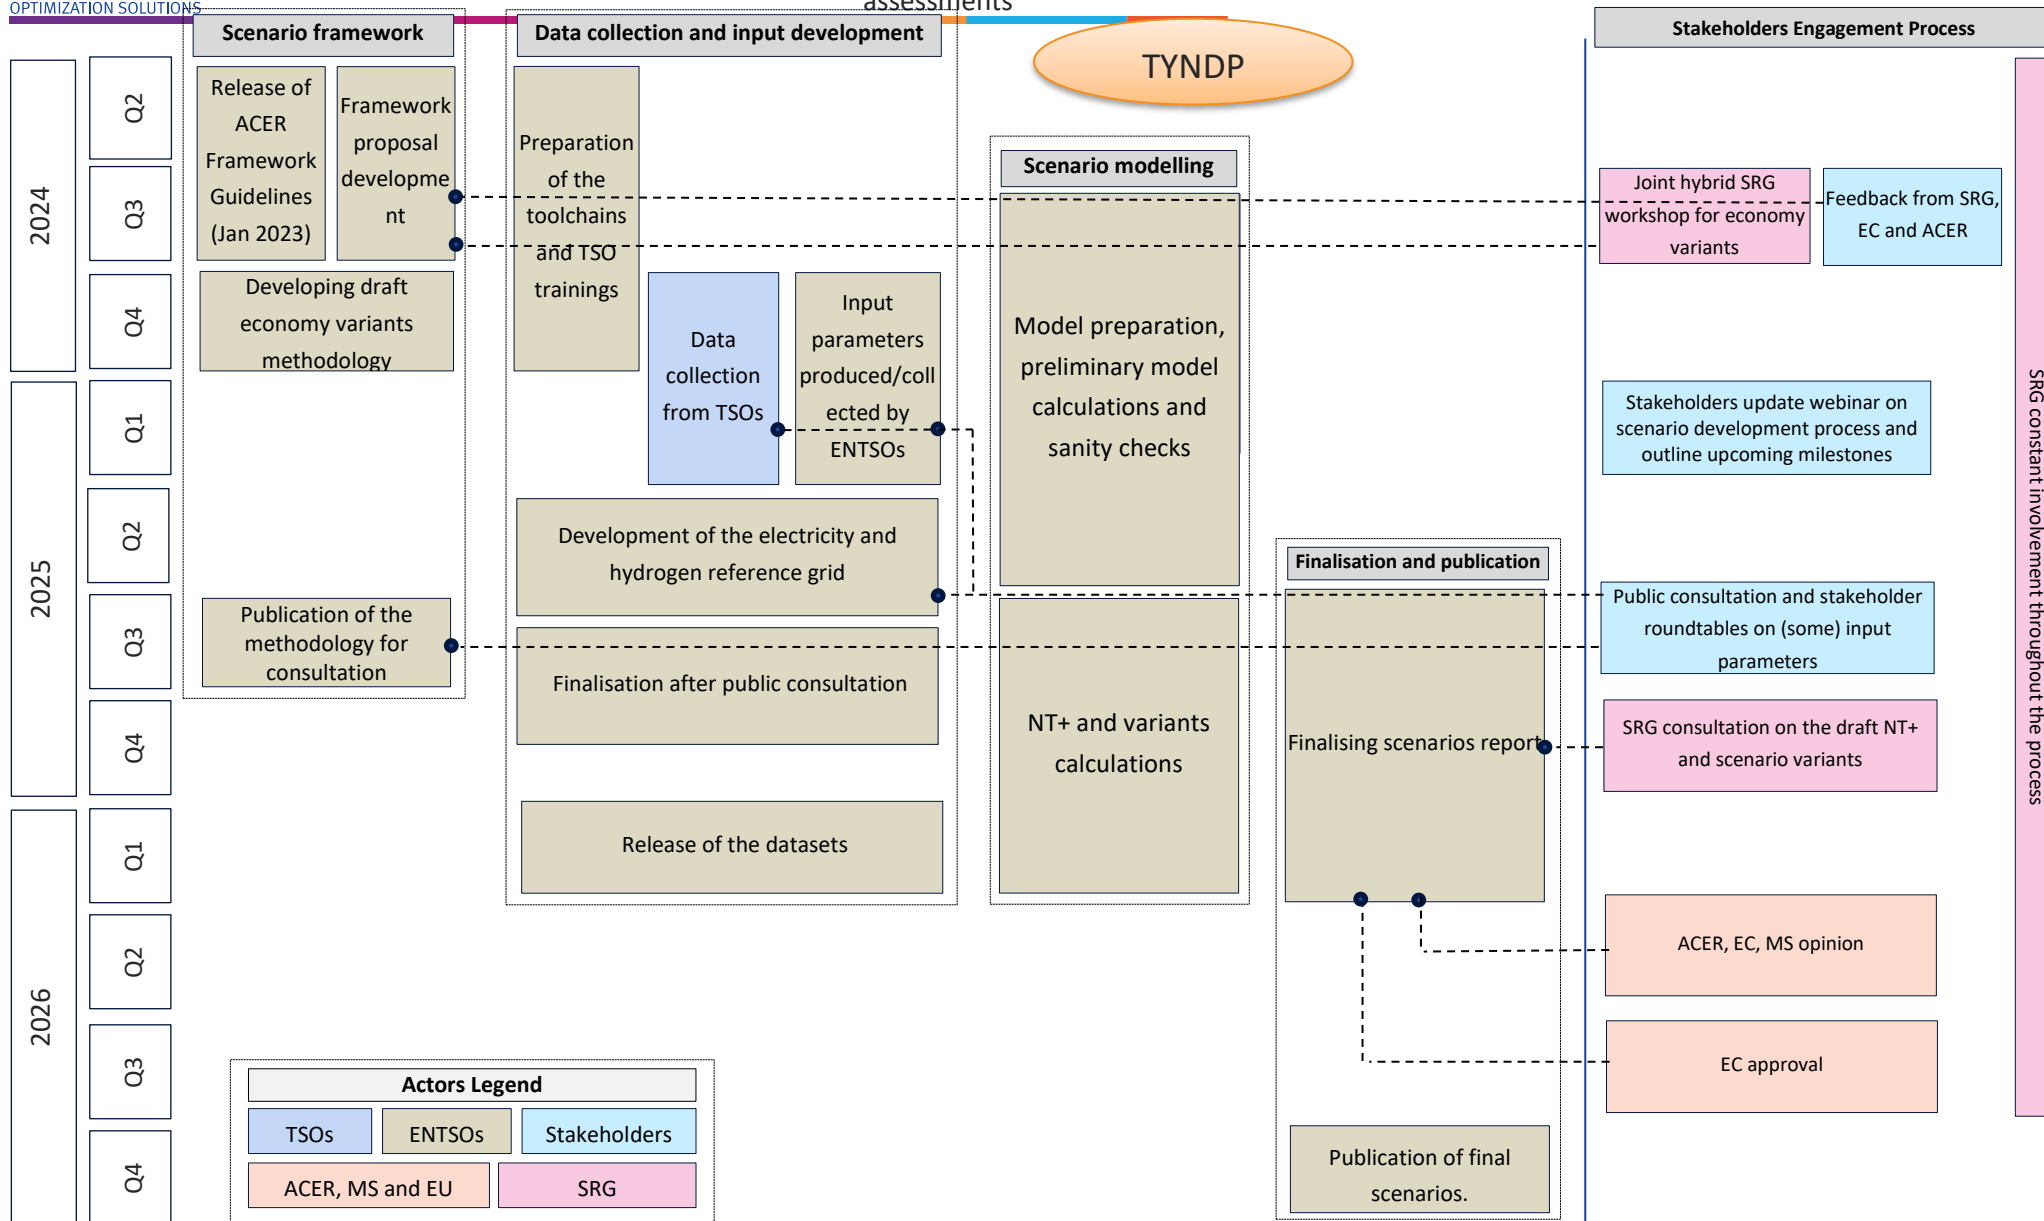 OPTIMIZATION SOLUTIONS
assessments
TYNDP
Scenario framework
Data collection and input development
Stakeholders Engagement Process
2024
Q2
Q3
Q4
2025
Q1
Q2
Q3
Q4
2026
Q1
Q2
Q3
Q4
Release of
ACER
Framework
Guidelines
(Jan 2023)
Framework
proposal
developme
nt
Developing draft
economy variants
methodology
Publication of the
methodology for
consultation
Preparation
of the
toolchains
and TSO
trainings
Data
collection
from TSOs
Input
parameters
produced/coll
ected by
ENTSOs
Development of the electricity and
hydrogen reference grid
Finalisation after public consultation
Release of the datasets
Scenario modelling
Model preparation,
preliminary model
calculations and
sanity checks
NT+ and variants
calculations
Finalisation and publication
Finalising scenarios report
Publication of final
scenarios.
Joint hybrid SRG
workshop for economy
variants
Feedback from SRG,
EC and ACER
Stakeholders update webinar on
scenario development process and
outline upcoming milestones
Public consultation and stakeholder
roundtables on (some) input
parameters
SRG consultation on the draft NT+
and scenario variants
ACER, EC, MS opinion
EC approval
SRG constant involvement throughout the process
Actors Legend
TSOs
ENTSOs
Stakeholders
ACER, MS and EU
SRG